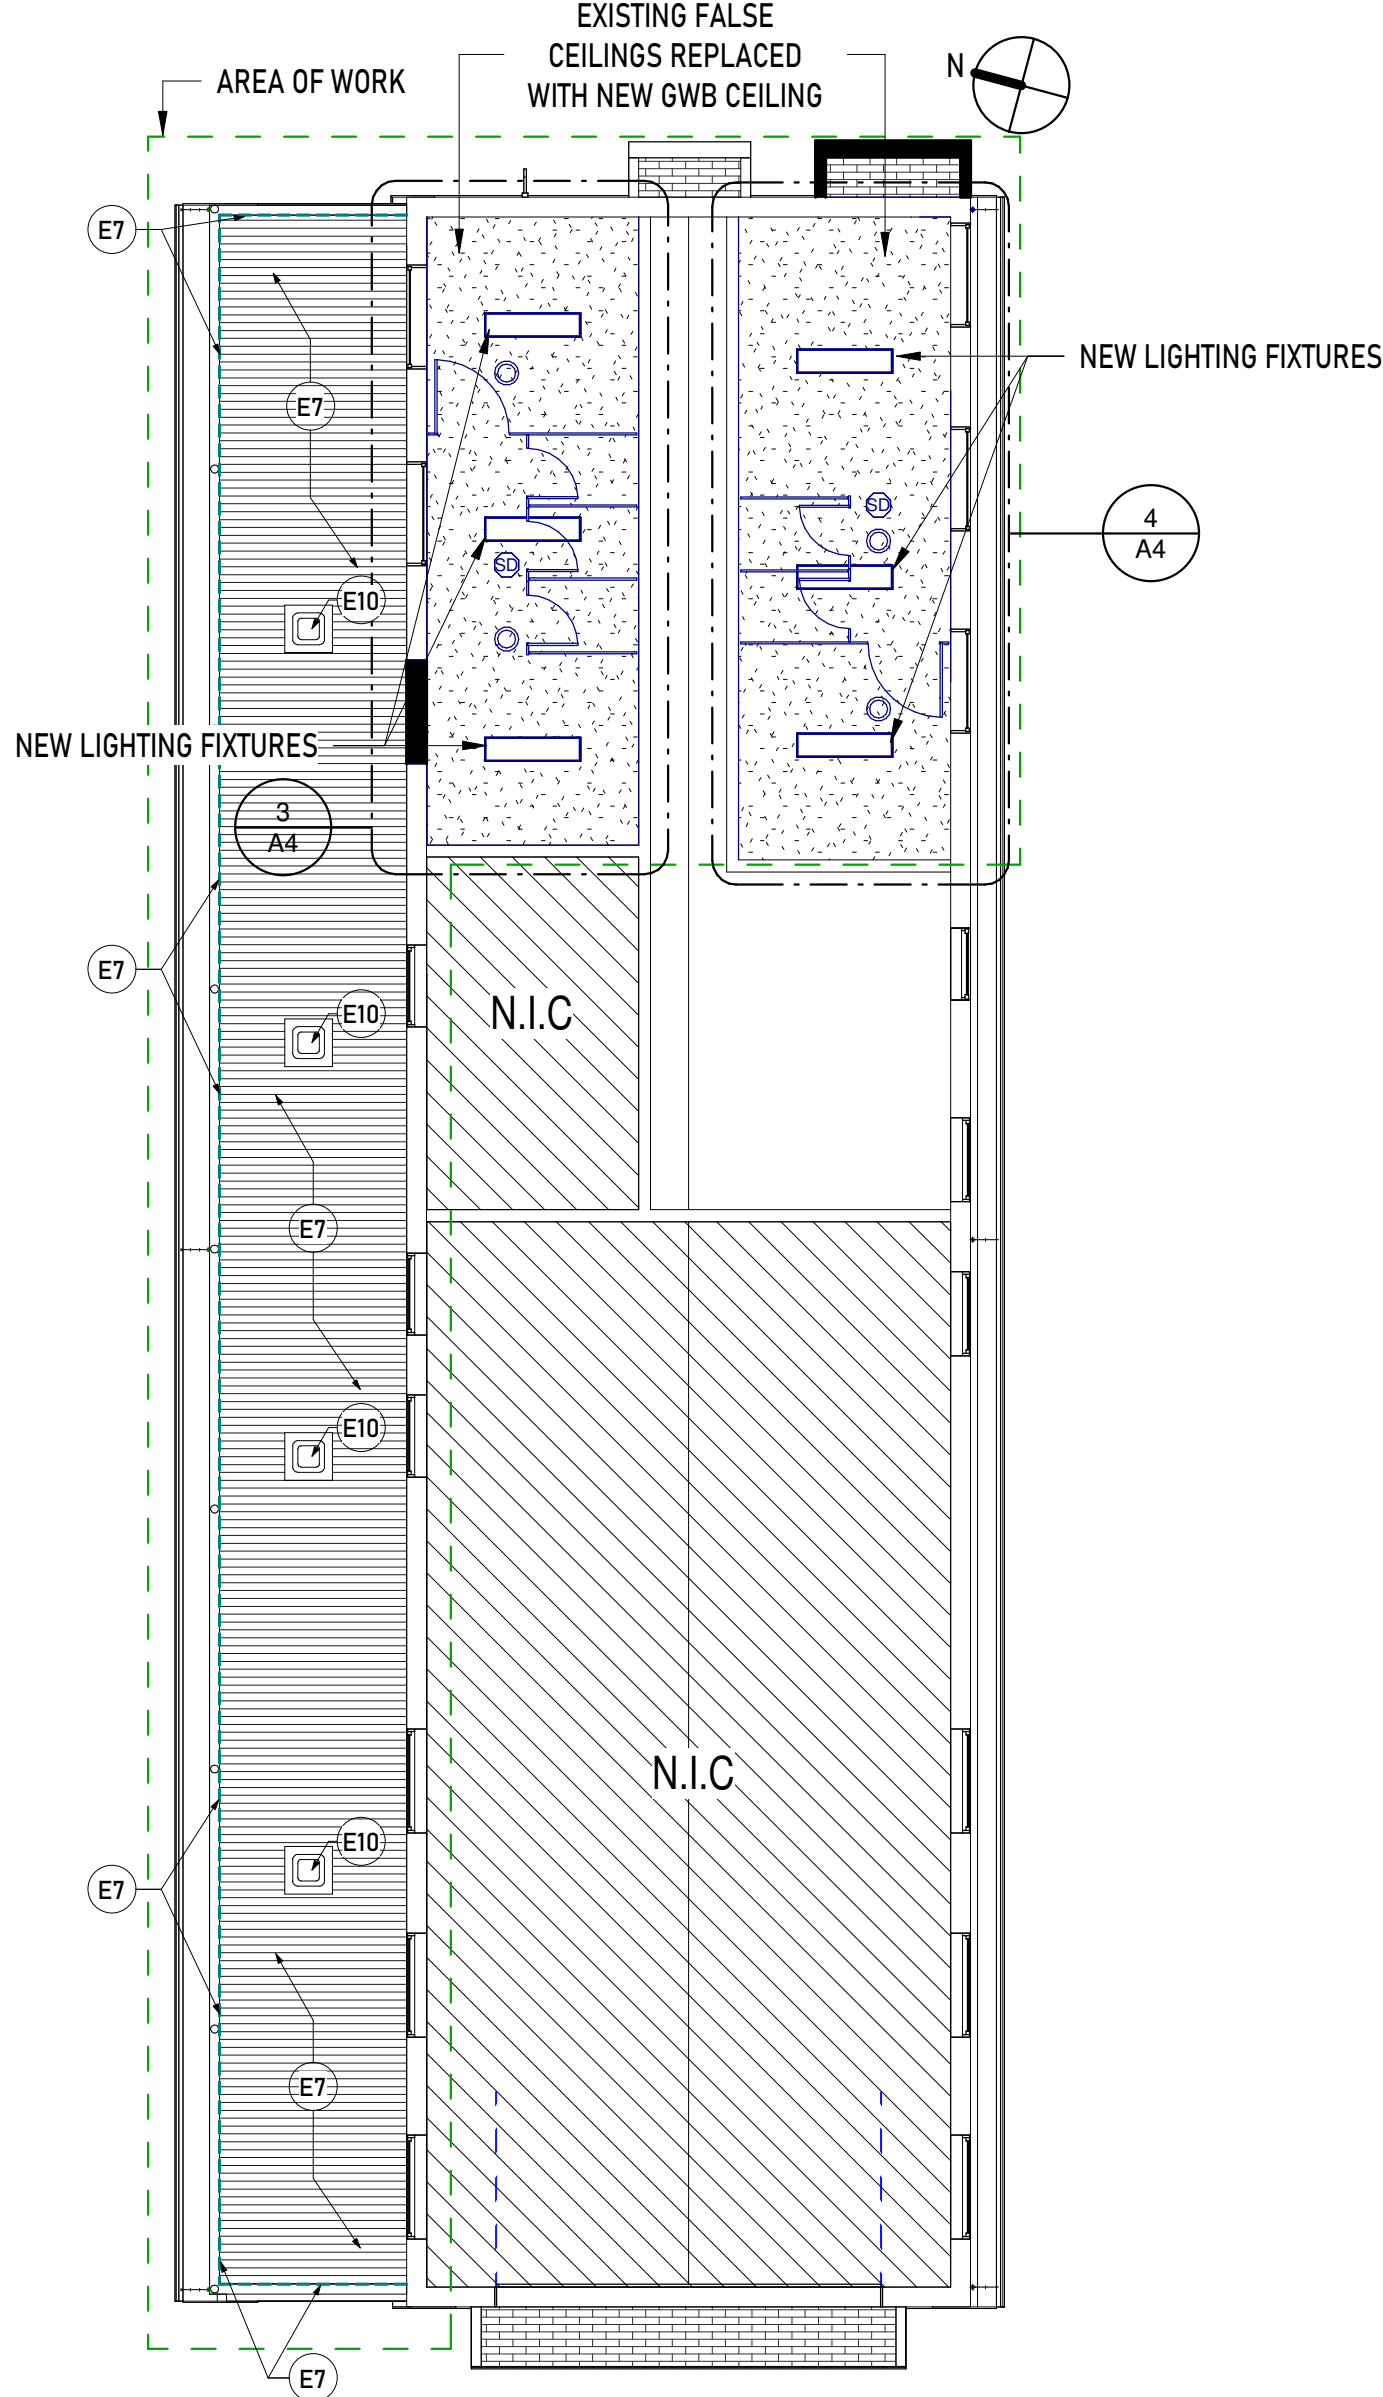 EXISTING FALSE
CEILINGS REPLACED
WITH NEW GWB CEILING
AREA OF WORK
N
E7
NEW LIGHTING FIXTURES
E7
SD
4
A4
SD
E10
NEW LIGHTING FIXTURES
3
A4
E7
E10
N.I.C
E7
E10
N.I.C
E10
E7
E7
E7